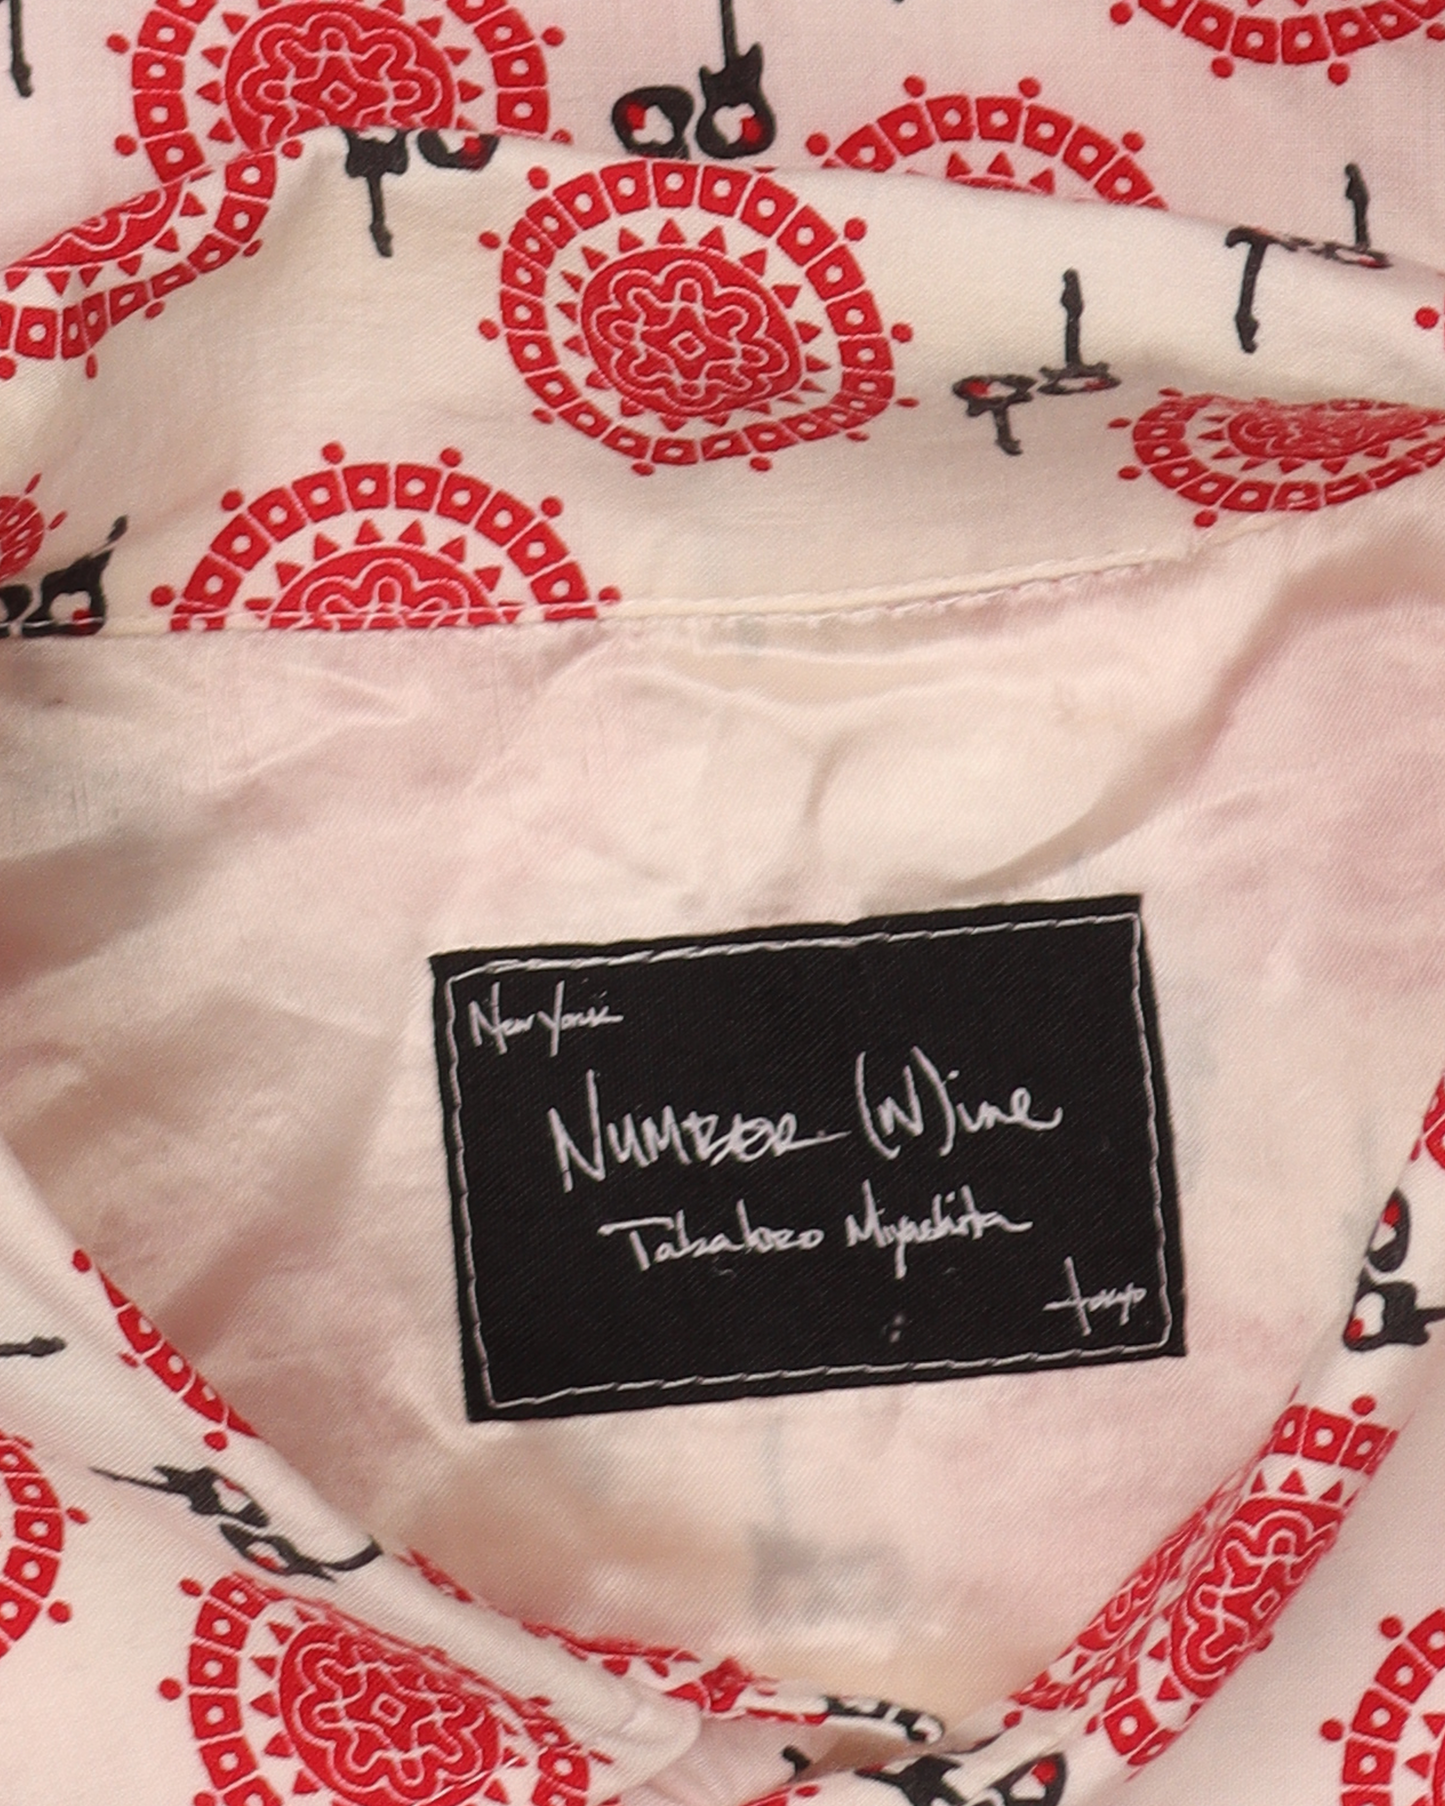 New York
NUMBER (N)ine
Takahiro Miyashita
tokyo